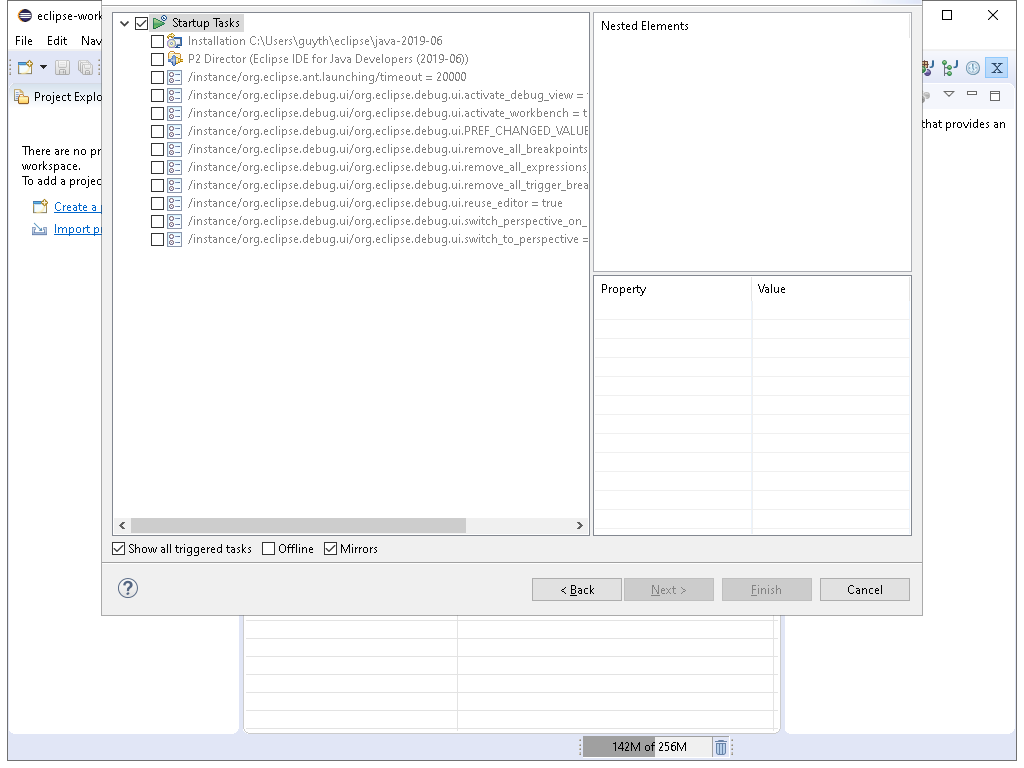 eclipse-work
File Edit Nav
Project Explo
There are no pr
workspace.
To add a projec
Create a p
Import pr
Startup Tasks
Installation C:\Users\guyth\eclipse\java-2019-06
P2 Director (Eclipse IDE for Java Developers (2019-06))
/instance/org.eclipse.ant.launching/timeout = 20000
/instance/org.eclipse.debug.ui/org.eclipse.debug.ui.activate_debug_view = t
/instance/org.eclipse.debug.ui/org.eclipse.debug.ui.activate_workbench = t
/instance/org.eclipse.debug.ui/org.eclipse.debug.ui.PREF_CHANGED_VALUE
/instance/org.eclipse.debug.ui/org.eclipse.debug.ui.remove_all_breakpoints
/instance/org.eclipse.debug.ui/org.eclipse.debug.ui.remove_all_expressions
/instance/org.eclipse.debug.ui/org.eclipse.debug.ui.remove_all_trigger_brea
/instance/org.eclipse.debug.ui/org.eclipse.debug.ui.reuse_editor = true
/instance/org.eclipse.debug.ui/org.eclipse.debug.ui.switch_perspective_on_
/instance/org.eclipse.debug.ui/org.eclipse.debug.ui.switch_to_perspective =
Nested Elements
Property Value
that provides an
Show all triggered tasks Offline Mirrors
< Back Next > Finish Cancel
142M of 256M